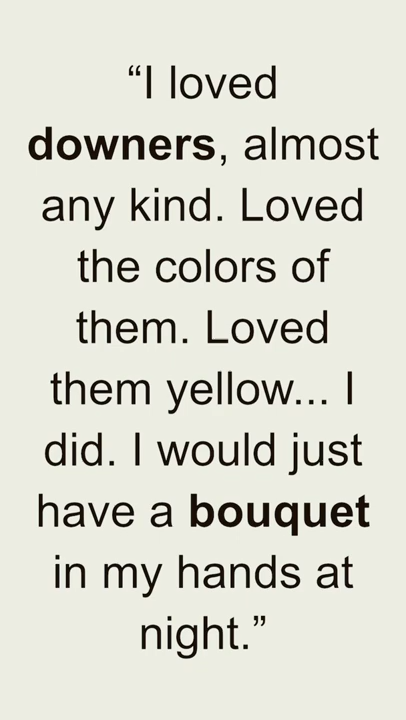 “I loved
downers, almost
any kind. Loved
the colors of
them. Loved
them yellow... I
did. I would just
have a bouquet
in my hands at
night.”